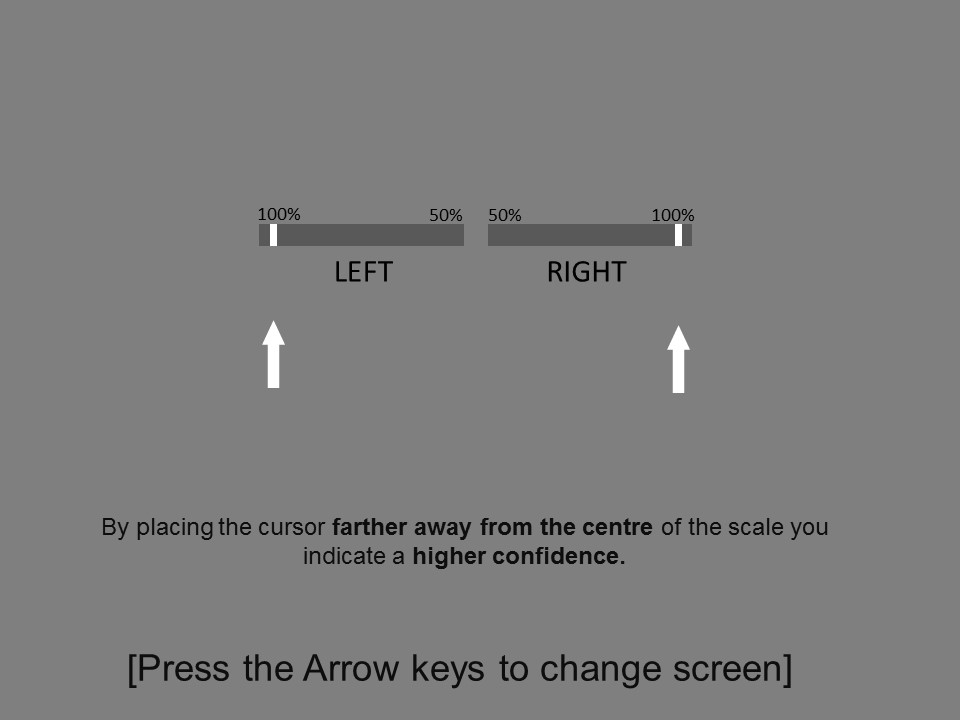 100% 50% 50% 100%
LEFT RIGHT
By placing the cursor farther away from the centre of the scale you
indicate a higher confidence.
[Press the Arrow keys to change screen]